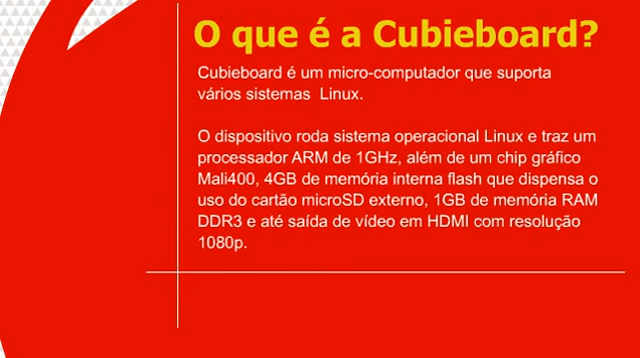 O que é a Cubieboard?
Cubieboard é um micro-computador que suporta
vários sistemas Linux.
O dispositivo roda sistema operacional Linux e traz um
processador ARM de 1GHz, além de um chip gráfico
Mali400, 4GB de memória interna flash que dispensa o
uso do cartão microSD externo, 1GB de memória RAM
DDR3 e até saída de vídeo em HDMI com resolução
1080p.